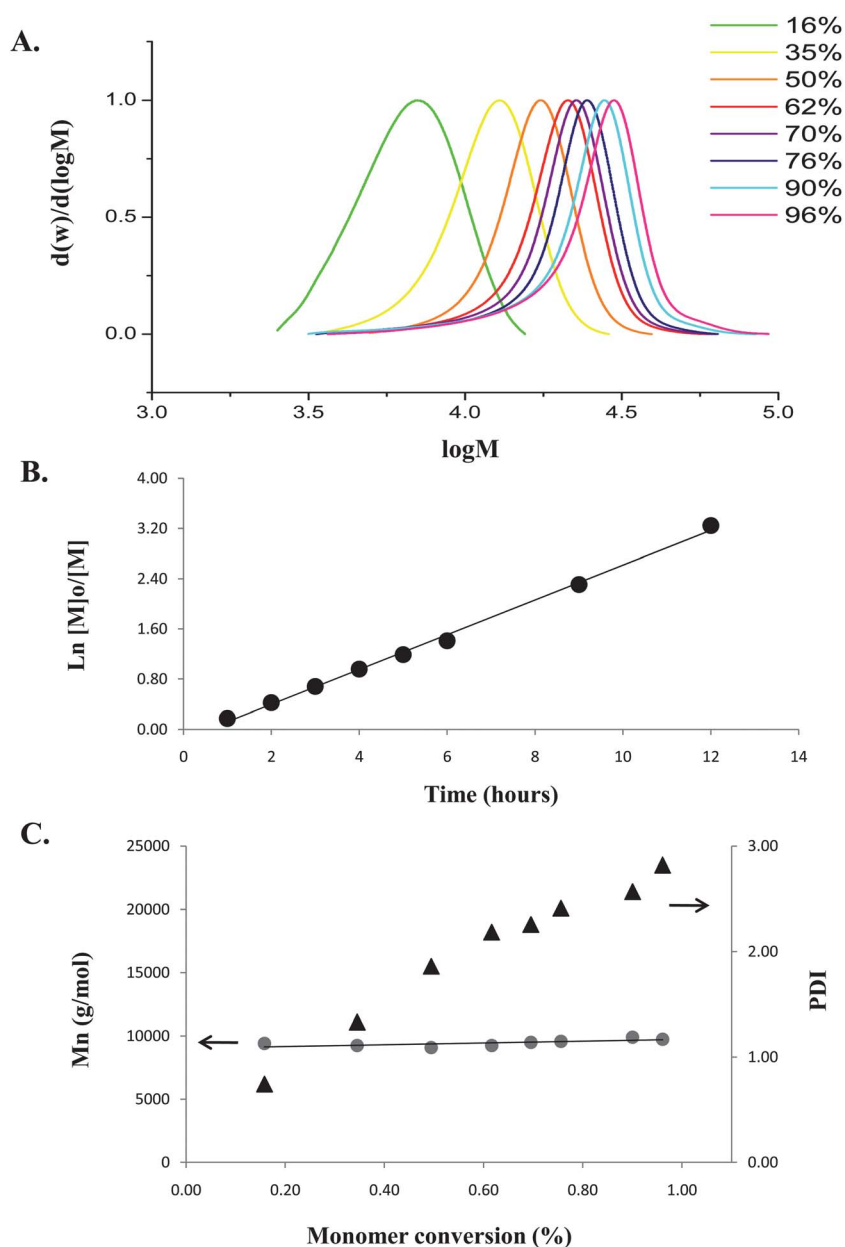 A.
16%
35%
50%
62%
70%
76%
90%
96%
1.0
0.5
0.0
d(w)/d(logM)
3.0 3.5 4.0 4.5 5.0
logM
B.
4.00
3.20
2.40
1.60
0.80
0.00
Ln [M]o/[M]
0 2 4 6 8 10 12 14
Time (hours)
C.
25000
20000
15000
10000
5000
0
Mn (g/mol)
3.00
2.00
1.00
0.00
PDI
0.00 0.20 0.40 0.60 0.80 1.00
Monomer conversion (%)